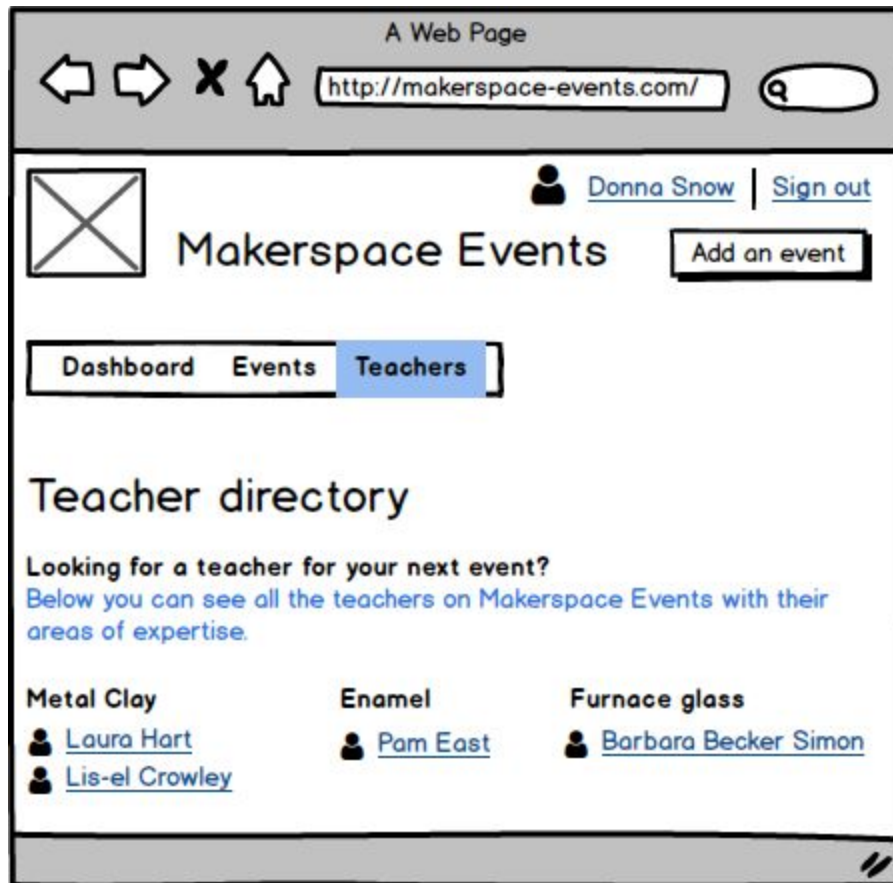 A Web Page
http://makerspace-events.com/
Donna Snow | Sign out
Makerspace Events
Add an event
Dashboard Events Teachers
Teacher directory
Looking for a teacher for your next event?
Below you can see all the teachers on Makerspace Events with their
areas of expertise.
Metal Clay Enamel Furnace glass
Laura Hart Pam East Barbara Becker Simon
Lis-el Crowley